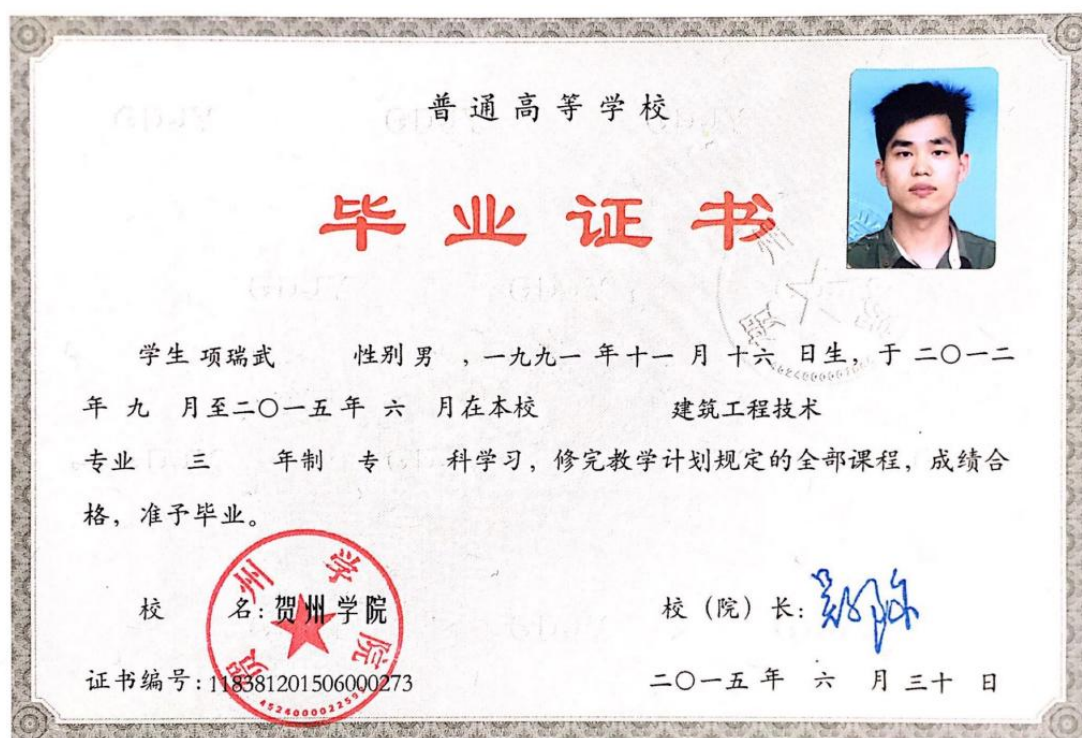 普通高等学校
毕业证书
学生 项瑞武 性别 男 ，一九九一 年 十一 月 十六 日生，于 二〇一二
年 九 月至二〇一五 年 六 月在本校 建筑工程技术
专业 三 年制 专 科学习，修完教学计划规定的全部课程，成绩合
格，准予毕业。
校 名：贺州学院
校（院）长：
证书编号：118381201506000273
二〇一五 年 六 月 三十 日
贺州学院